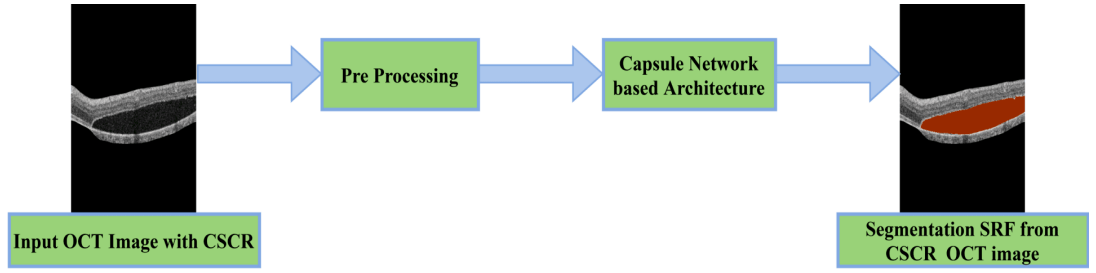 Pre Processing
Capsule Network
based Architecture
Input OCT Image with CSCR
Segmentation SRF from
CSCR OCT image